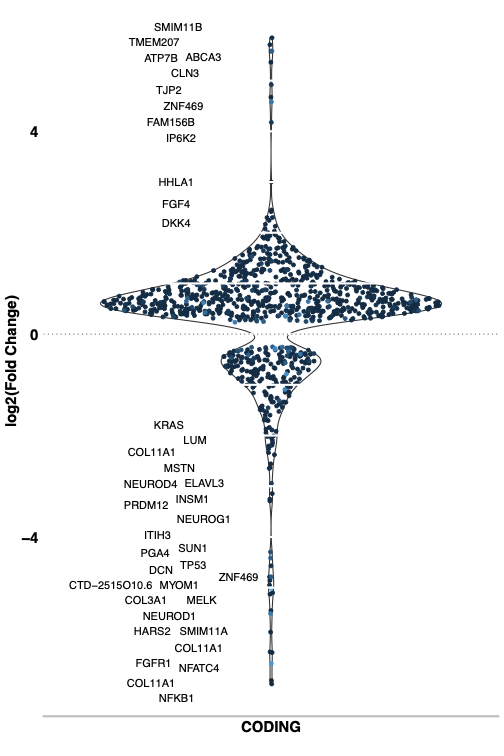 SMIM11B
TMEM207
ATP7B ABCA3
CLN3
TJP2
ZNF469
FAM156B
4
IP6K2
HHLA1
FGF4
DKK4
log2(Fold Change)
0
KRAS
LUM
COL11A1
MSTN
NEUROD4 ELAVL3
INSM1
PRDM12
NEUROG1
ITIH3
−4
SUN1
PGA4
TP53
DCN
ZNF469
CTD−2515O10.6 MYOM1
COL3A1 MELK
NEUROD1
HARS2 SMIM11A
COL11A1
FGFR1 NFATC4
COL11A1
NFKB1
CODING